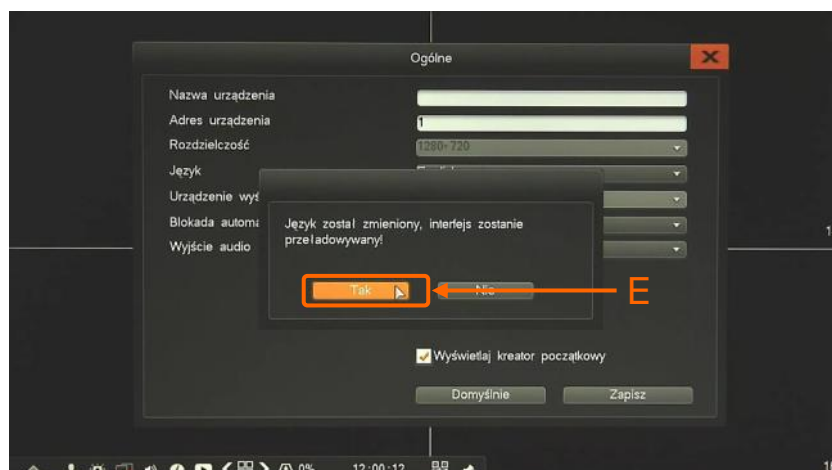 Ogólne
Nazwa urządzenia
Adres urządzenia
1
Rozdzielczość
1280×720
Język
Urządzenie
Blokada
Wyjście audio
Język został zmieniony, interfejs zostanie
przeładowywany!
Tak
Nie
E
Wyświetlaj kreator początkowy
Domyślnie
Zapisz
0%
12:00:12